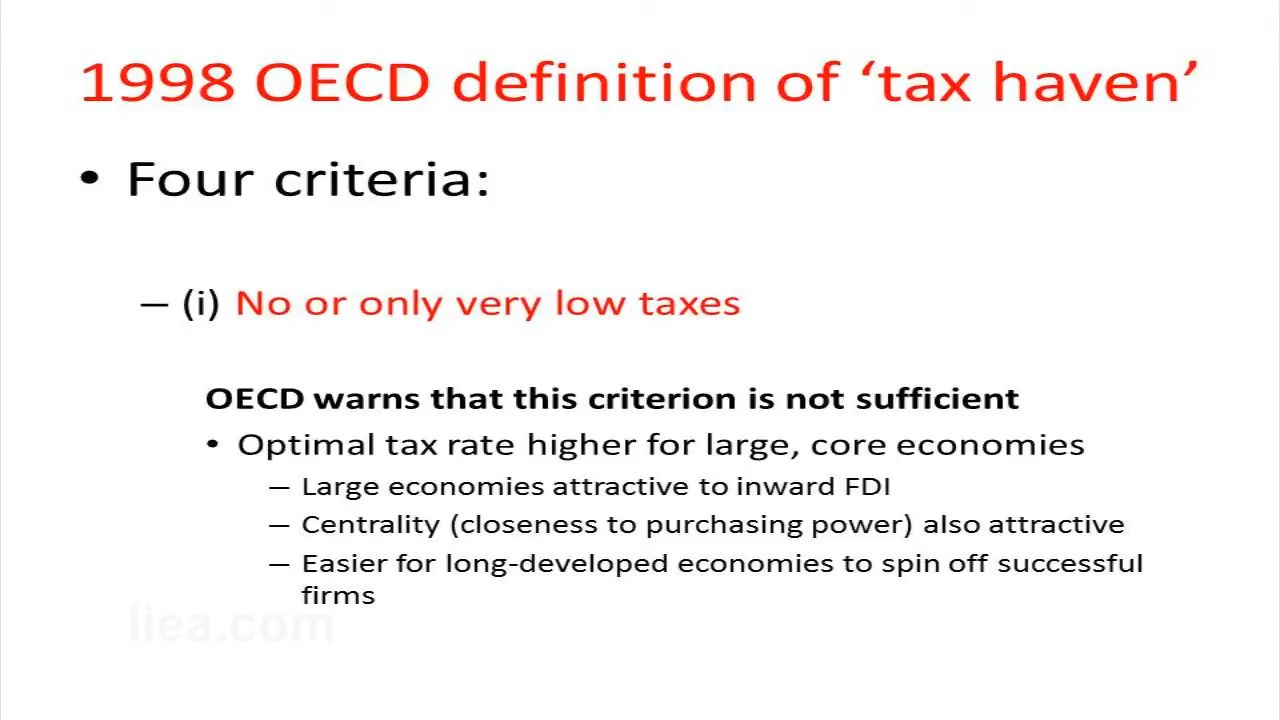 1998 OECD definition of ‘tax haven’
• Four criteria:
– (i) No or only very low taxes
OECD warns that this criterion is not sufficient
• Optimal tax rate higher for large, core economies
– Large economies attractive to inward FDI
– Centrality (closeness to purchasing power) also attractive
– Easier for long-developed economies to spin off successful
firms
iiea.com